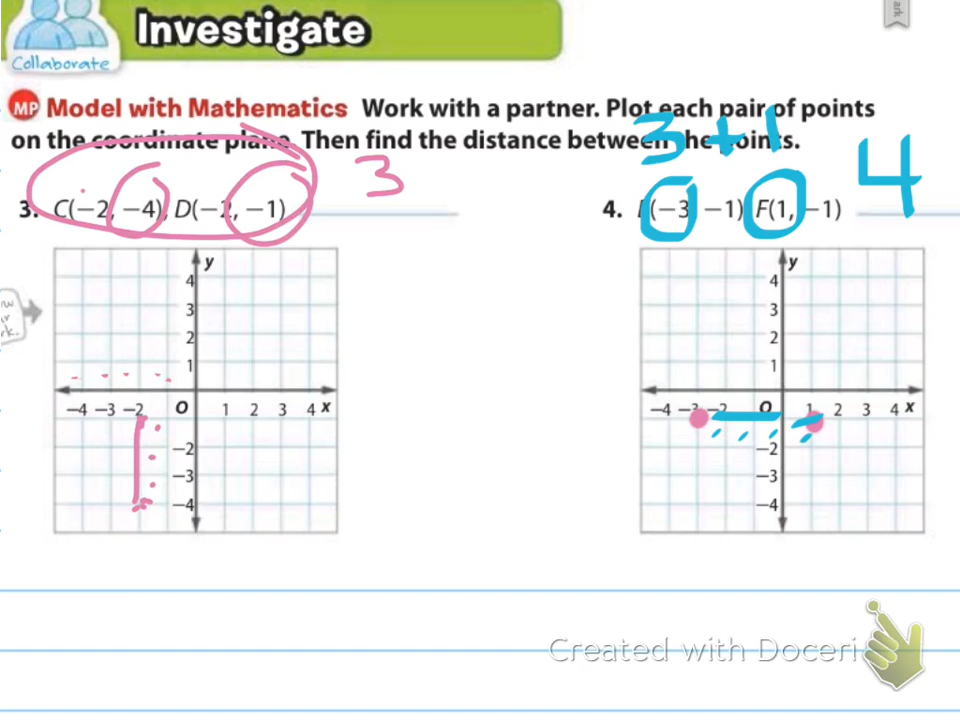 Investigate
Collaborate
ark
MP Model with Mathematics Work with a partner. Plot each pair of points
on the coordinate plane. Then find the distance between the points.
3 + 1
3
4
3. C(−2, −4), D(−2, −1)
4. (−3, −1) F(1, −1)
y
4
3
2
1
−4 −3 −2 O 1 2 3 4 x
−2
−3
−4
y
4
3
2
1
−4 −3 −2 O 1 2 3 4 x
−2
−3
−4
Created with Doceri